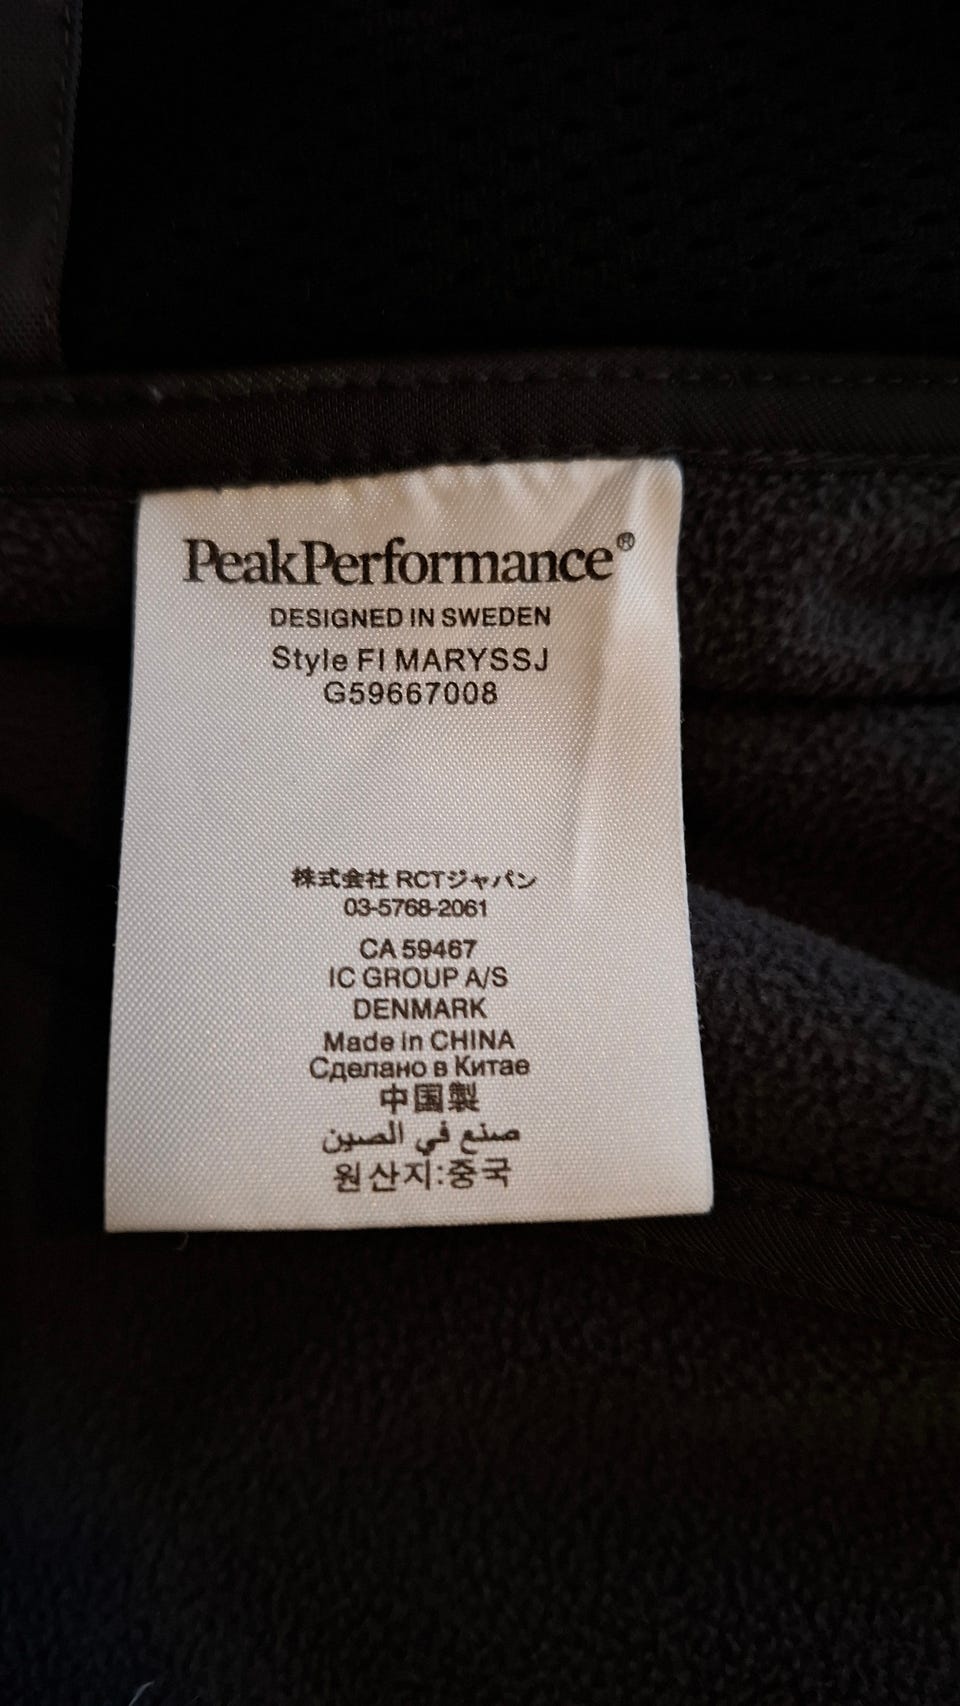 PeakPerformance®
DESIGNED IN SWEDEN
Style FI MARYSSJ
G59667008
株式会社 RCTジャパン
03-5768-2061
CA 59467
IC GROUP A/S
DENMARK
Made in CHINA
Сделано в Китае
中国製
صنع في الصين
원산지:중국